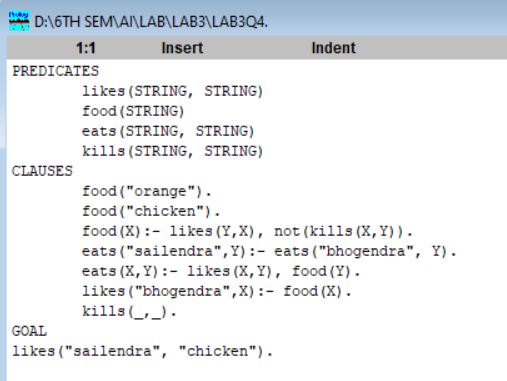 D:\6TH SEM\AI\LAB\LAB3\LAB3Q4.
1:1 Insert Indent
PREDICATES
likes(STRING, STRING)
food(STRING)
eats(STRING, STRING)
kills(STRING, STRING)
CLAUSES
food("orange").
food("chicken").
food(X):- likes(Y,X), not(kills(X,Y)).
eats("sailendra",Y):- eats("bhogendra", Y).
eats(X,Y):- likes(X,Y), food(Y).
likes("bhogendra",X):- food(X).
kills(_,_).
GOAL
likes("sailendra", "chicken").